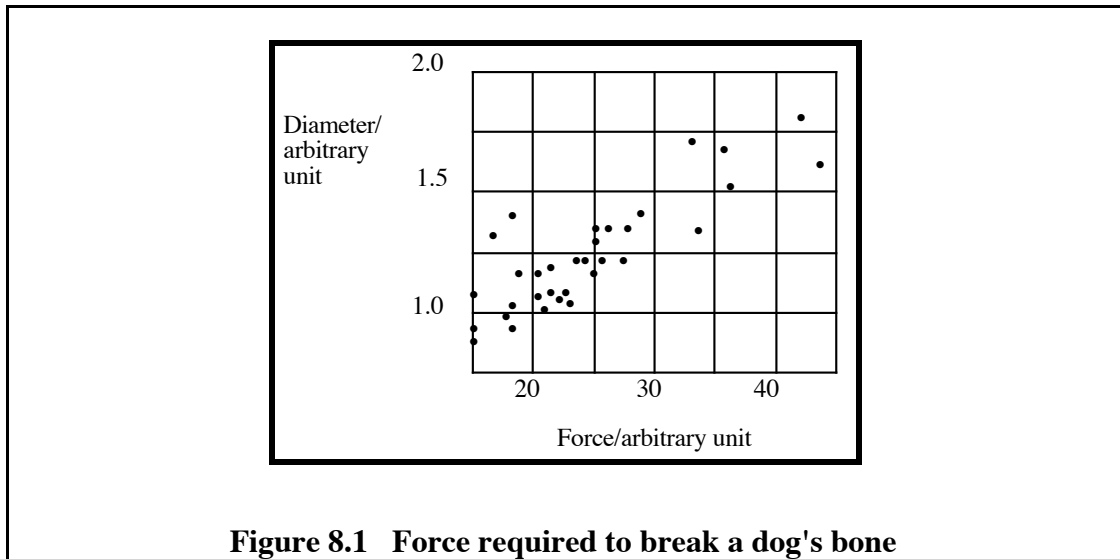 2.0
Diameter/
arbitrary
unit
1.5
1.0
20 30 40
Force/arbitrary unit
Figure 8.1 Force required to break a dog's bone